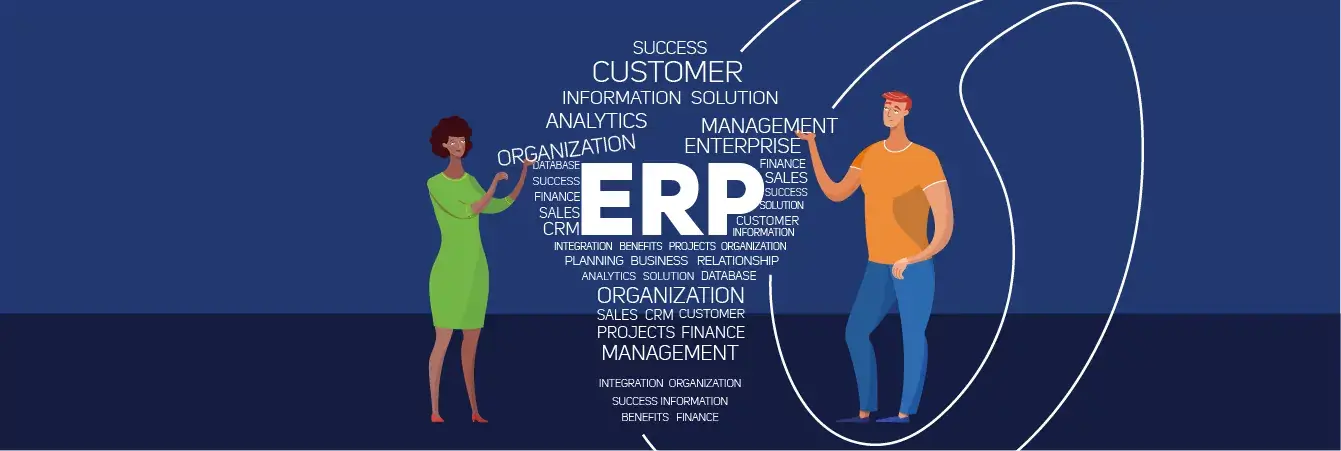 SUCCESS
CUSTOMER
INFORMATION SOLUTION
ANALYTICS
MANAGEMENT
ORGANIZATION
ENTERPRISE
DATABASE
SUCCESS
FINANCE
SALES
CRM
ERP
FINANCE
SALES
SUCCESS
SOLUTION
CUSTOMER
INFORMATION
INTEGRATION BENEFITS PROJECTS ORGANIZATION
PLANNING BUSINESS RELATIONSHIP
ANALYTICS SOLUTION DATABASE
ORGANIZATION
SALES CRM CUSTOMER
PROJECTS FINANCE
MANAGEMENT
INTEGRATION ORGANIZATION
SUCCESS INFORMATION
BENEFITS FINANCE